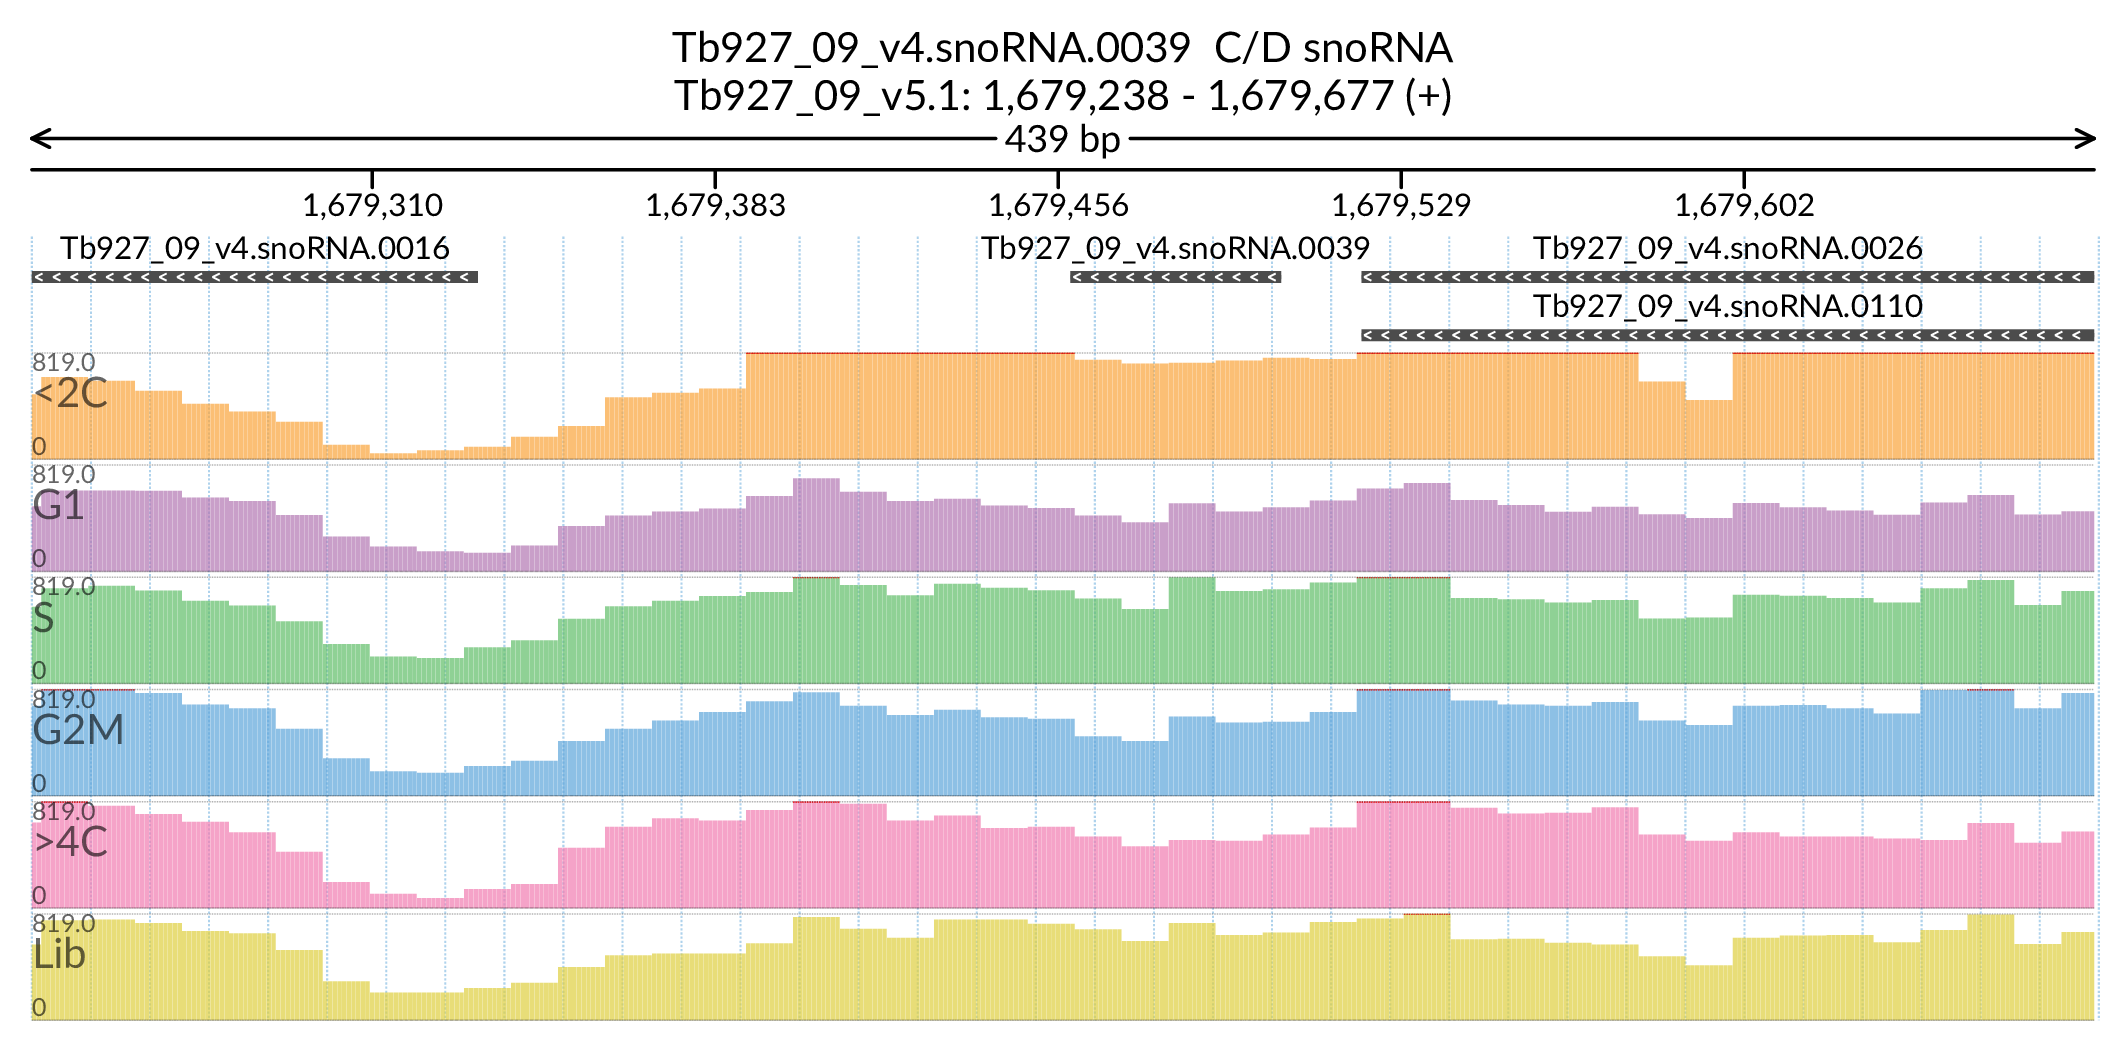 Tb927_09_v4.snoRNA.0039  C/D snoRNA
Tb927_09_v5.1: 1,679,238 - 1,679,677 (+)
439 bp
1,679,310 1,679,383 1,679,456 1,679,529 1,679,602
Tb927_09_v4.snoRNA.0016 Tb927_09_v4.snoRNA.0039 Tb927_09_v4.snoRNA.0026
Tb927_09_v4.snoRNA.0110
819.0
<2C
0
819.0
G1
0
819.0
S
0
819.0
G2M
0
819.0
>4C
0
819.0
Lib
0